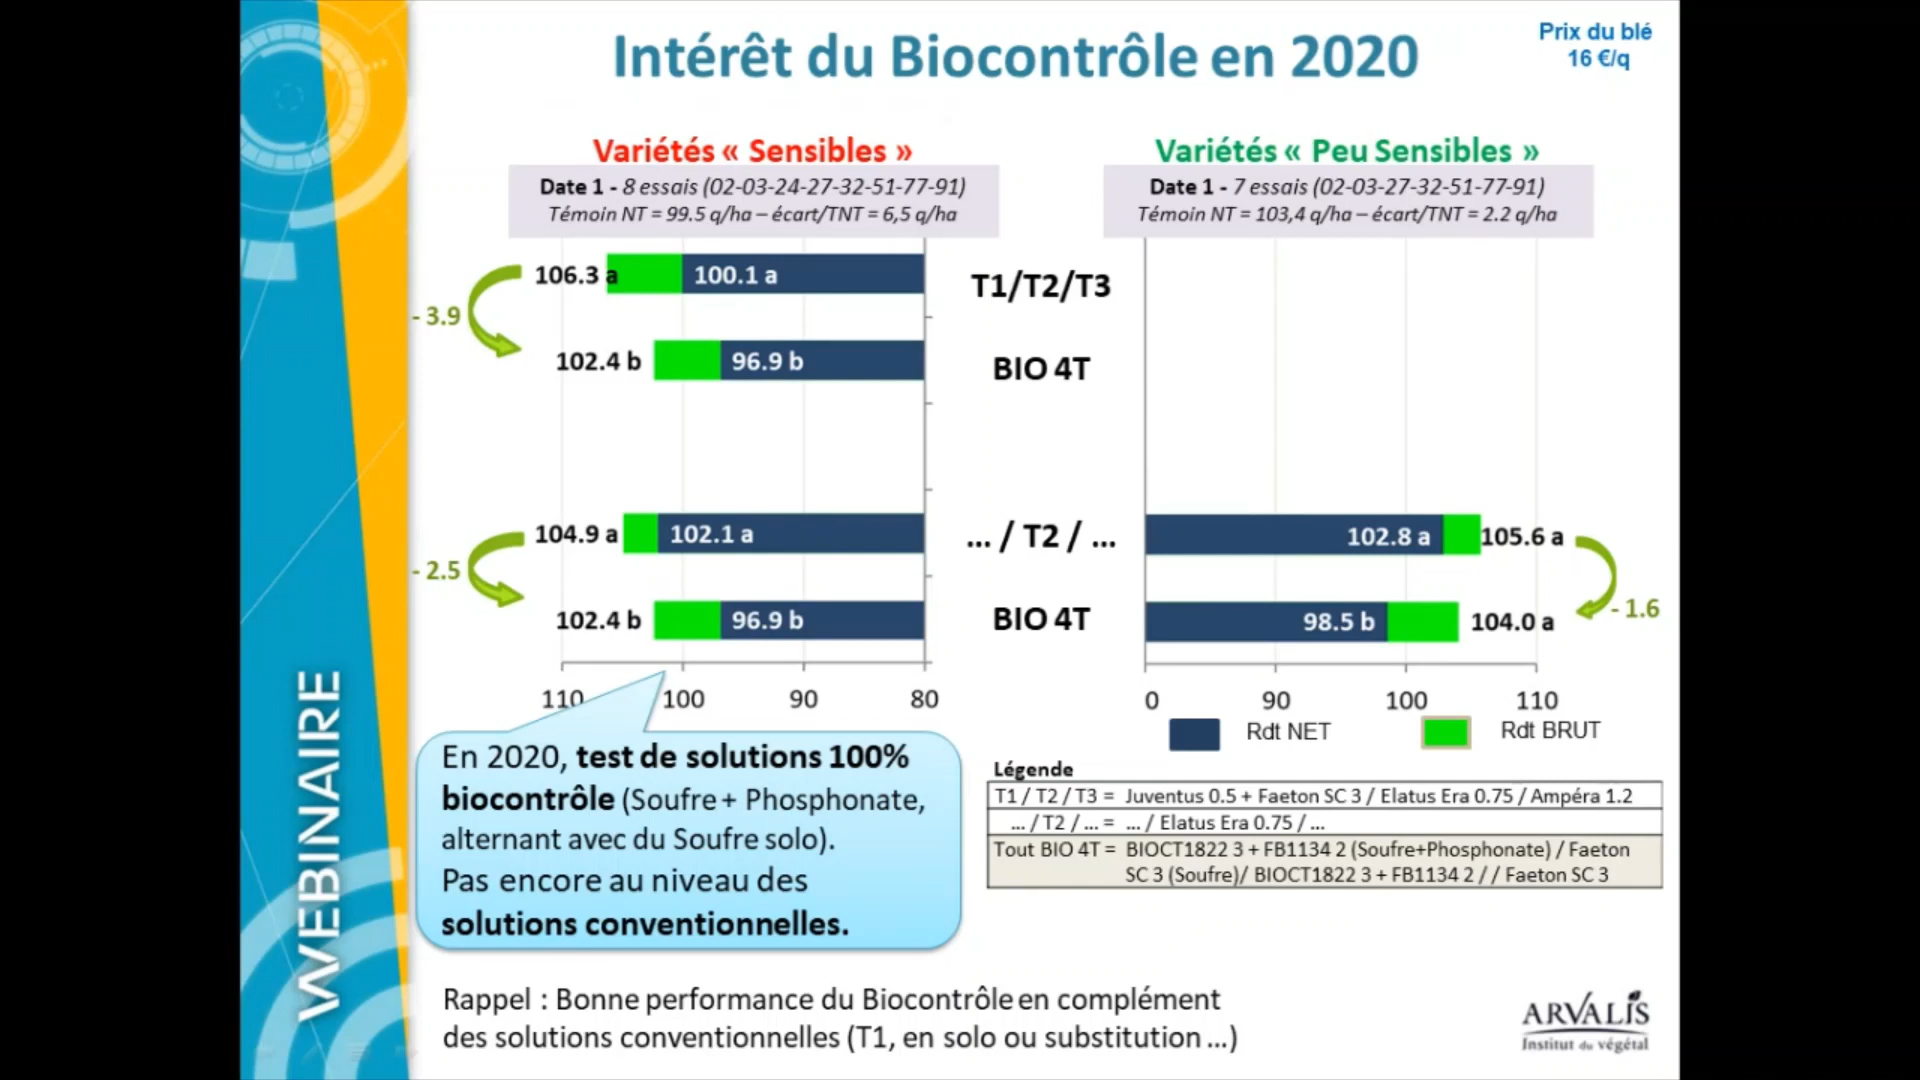 Intérêt du Biocontrôle en 2020
Prix du blé
16 €/q
Variétés « Sensibles »
Date 1 - 8 essais (02-03-24-27-32-51-77-91)
Témoin NT = 99.5 q/ha – écart/TNT = 6,5 q/ha
Variétés « Peu Sensibles »
Date 1 - 7 essais (02-03-27-32-51-77-91)
Témoin NT = 103,4 q/ha – écart/TNT = 2.2 q/ha
106.3 a
100.1 a
T1/T2/T3
- 3.9
102.4 b
96.9 b
BIO 4T
104.9 a
102.1 a
... / T2 / ...
102.8 a
105.6 a
- 2.5
- 1.6
102.4 b
96.9 b
BIO 4T
98.5 b
104.0 a
110 100 90 80
0 90 100 110
Rdt NET
Rdt BRUT
En 2020, test de solutions 100%
biocontrôle (Soufre + Phosphonate,
alternant avec du Soufre solo).
Pas encore au niveau des
solutions conventionnelles.
Légende
T1 / T2 / T3 = Juventus 0.5 + Faeton SC 3 / Elatus Era 0.75 / Ampéra 1.2
... / T2 / ... = ... / Elatus Era 0.75 / ...
Tout BIO 4T = BIOCT1822 3 + FB1134 2 (Soufre+Phosphonate) / Faeton
SC 3 (Soufre)/ BIOCT1822 3 + FB1134 2 / / Faeton SC 3
WEBINAIRE
Rappel : Bonne performance du Biocontrôle en complément
des solutions conventionnelles (T1, en solo ou substitution ...)
ARVALIS
Institut du végétal